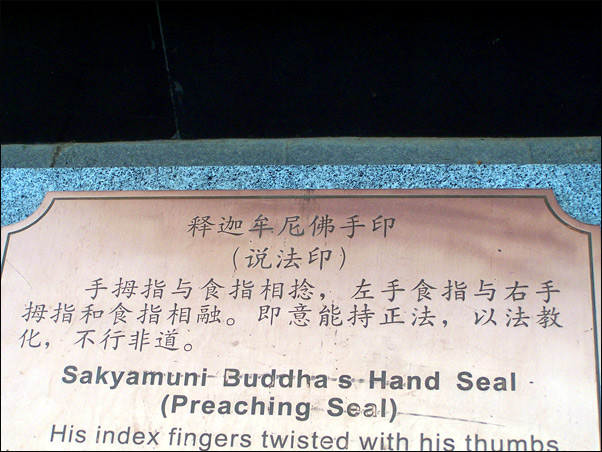 释迦牟尼佛手印
（说法印）
手拇指与食指相捻，左手食指与右手
拇指和食指相融。即意能持正法，以法教
化，不行非道。
Sakyamuni Buddha's Hand Seal
(Preaching Seal)
His index fingers twisted with his thumbs